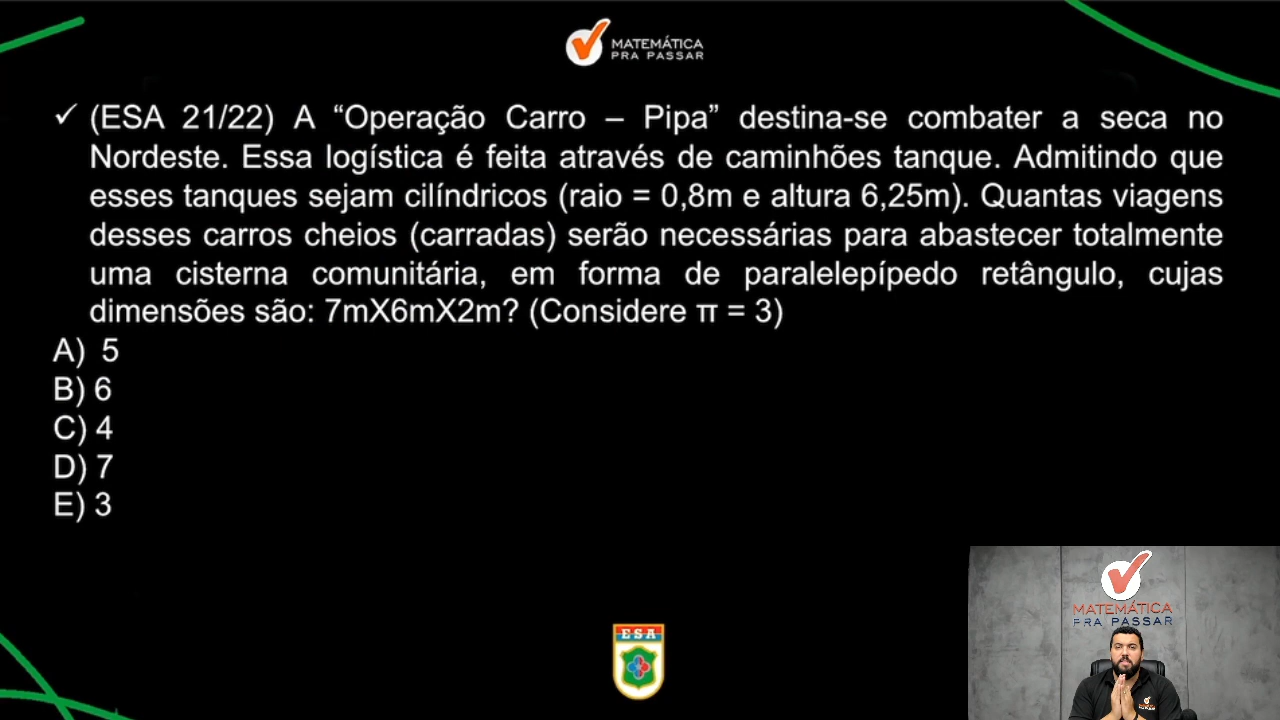 MATEMÁTICA
PRA PASSAR
✓ (ESA 21/22) A “Operação Carro – Pipa” destina-se combater a seca no
Nordeste. Essa logística é feita através de caminhões tanque. Admitindo que
esses tanques sejam cilíndricos (raio = 0,8m e altura 6,25m). Quantas viagens
desses carros cheios (carradas) serão necessárias para abastecer totalmente
uma cisterna comunitária, em forma de paralelepípedo retângulo, cujas
dimensões são: 7mX6mX2m? (Considere π = 3)
A) 5
B) 6
C) 4
D) 7
E) 3
ESA
MATEMÁTICA
PRA PASSAR